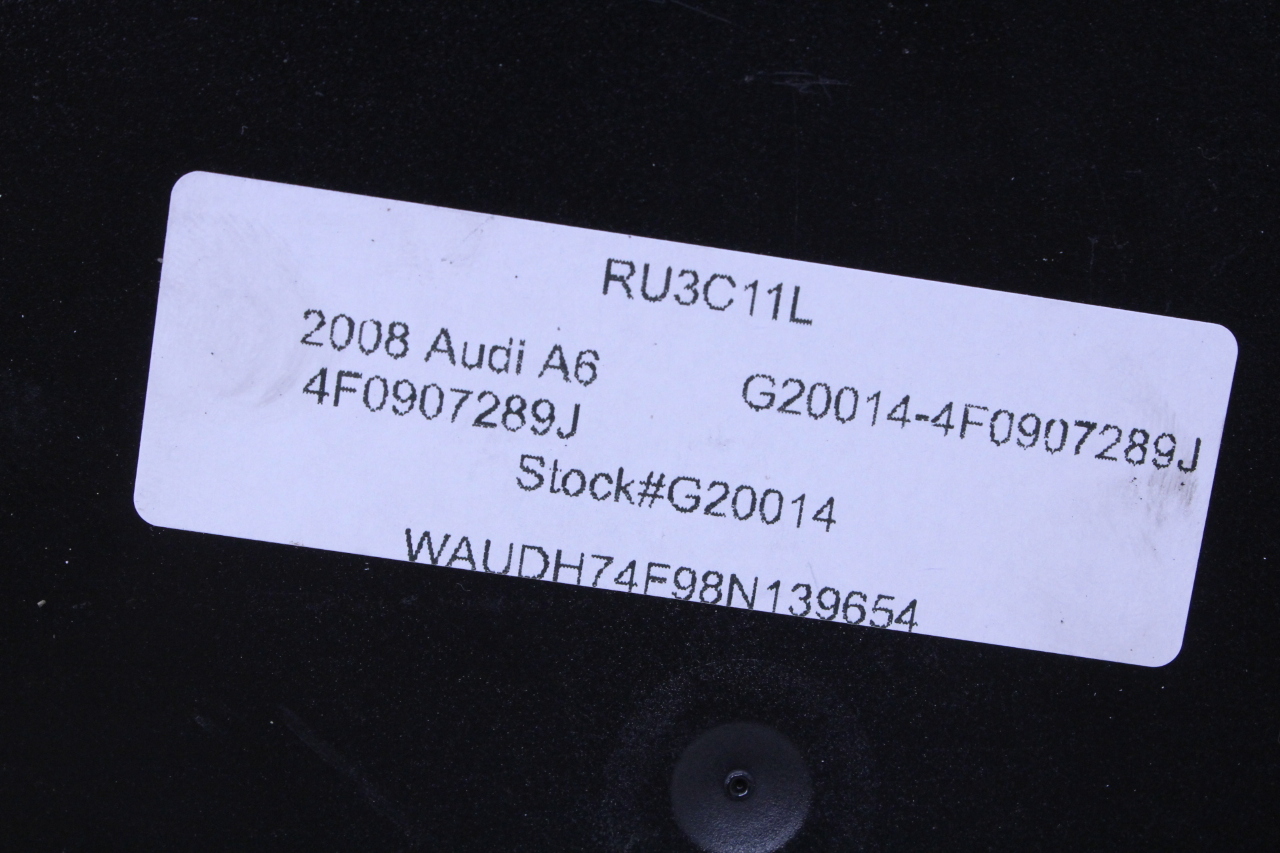 RU3C11L
2008 Audi A6
4F0907289J
G20014-4F0907289J
Stock#G20014
WAUDH74F98N139654